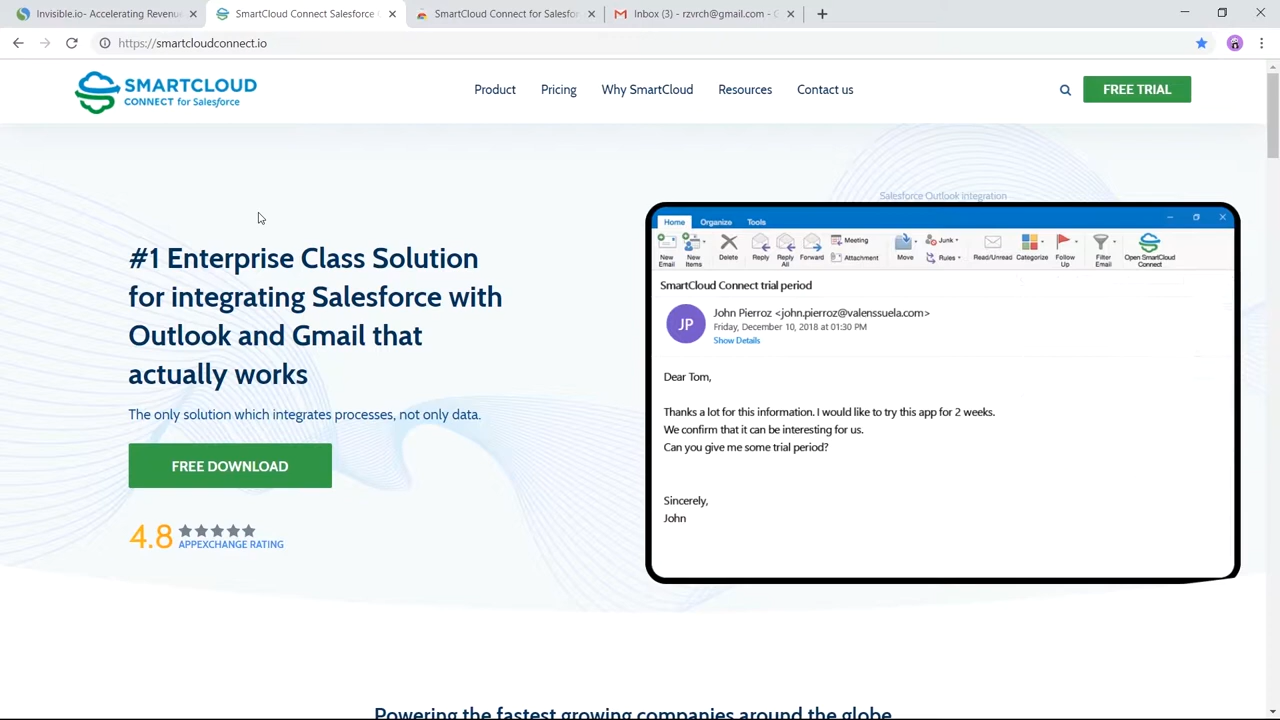 Invisible.io- Accelerating Revenue
SmartCloud Connect Salesforce
SmartCloud Connect for Salesfor
Inbox (3) - rzvrch@gmail.com - G
https://smartcloudconnect.io
SMARTCLOUD
CONNECT for Salesforce
Product
Pricing
Why SmartCloud
Resources
Contact us
FREE TRIAL
#1 Enterprise Class Solution
for integrating Salesforce with
Outlook and Gmail that
actually works
The only solution which integrates processes, not only data.
FREE DOWNLOAD
4.8
APPEXCHANGE RATING
Salesforce Outlook integration
Home Organize Tools
New Email
New Items
Delete
Reply
Reply All
Forward
Meeting
Attachment
Move
Junk
Rules
Read/Unread
Categorize
Follow Up
Filter Email
Open SmartCloud Connect
SmartCloud Connect trial period
JP
John Pierroz <john.pierroz@valenssuela.com>
Friday, December 10, 2018 at 01:30 PM
Show Details
Dear Tom,
Thanks a lot for this information. I would like to try this app for 2 weeks.
We confirm that it can be interesting for us.
Can you give me some trial period?
Sincerely,
John
Powering the fastest growing companies around the globe